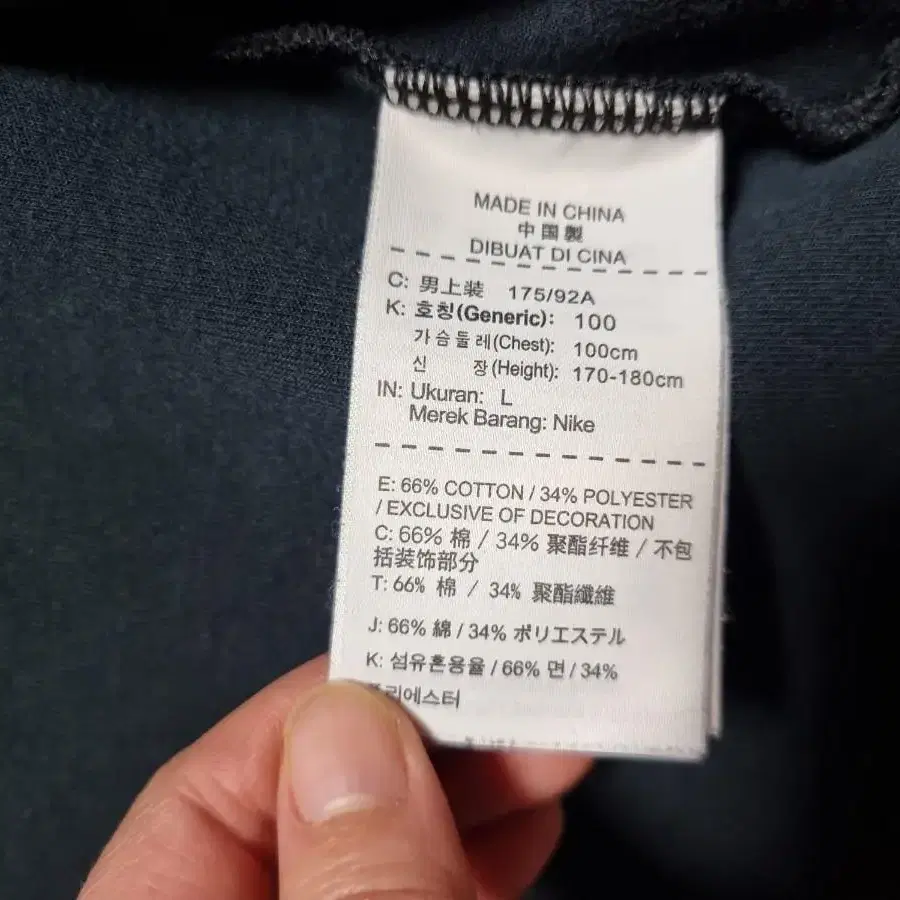 MADE IN CHINA
中国製
DIBUAT DI CINA
C: 男上装 175/92A
K: 호칭(Generic): 100
가슴둘레(Chest): 100cm
신 장(Height): 170-180cm
IN: Ukuran: L
Merek Barang: Nike
E: 66% COTTON / 34% POLYESTER
/ EXCLUSIVE OF DECORATION
C: 66% 棉 / 34% 聚酯纤维 / 不包
括装饰部分
T: 66% 棉 / 34% 聚酯纖維
J: 66% 綿 / 34% ポリエステル
K: 섬유혼용율 / 66% 면 / 34%
폴리에스터